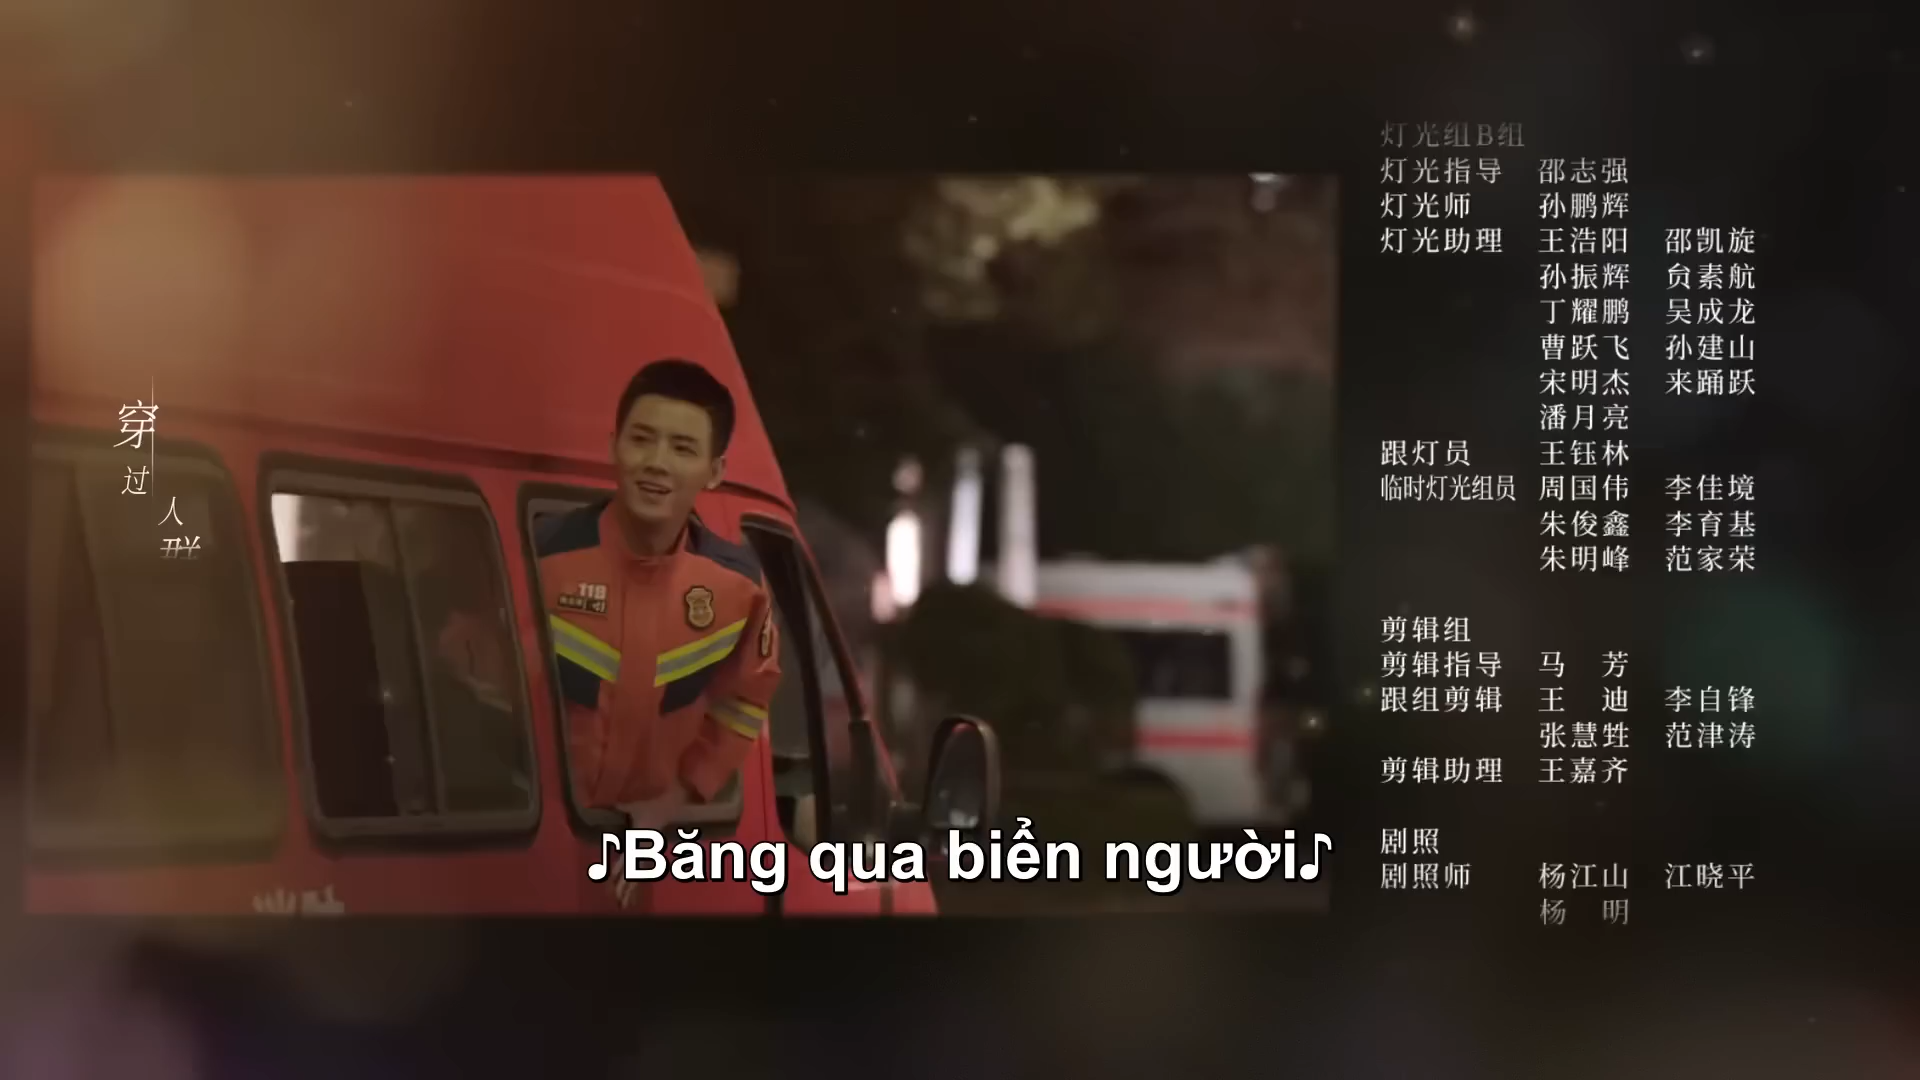 穿过人群
118
♪Băng qua biển người♪
灯光组B组
灯光指导 邵志强
灯光师 孙鹏辉
灯光助理 王浩阳 邵凯旋
孙振辉 贠素航
丁耀鹏 吴成龙
曹跃飞 孙建山
宋明杰 来踊跃
潘月亮
跟灯员 王钰林
临时灯光组员 周国伟 李佳境
朱俊鑫 李育基
朱明峰 范家荣
剪辑组
剪辑指导 马 芳
跟组剪辑 王 迪 李自锋
张慧甡 范津涛
剪辑助理 王嘉齐
剧照
剧照师 杨江山 江晓平
杨 明